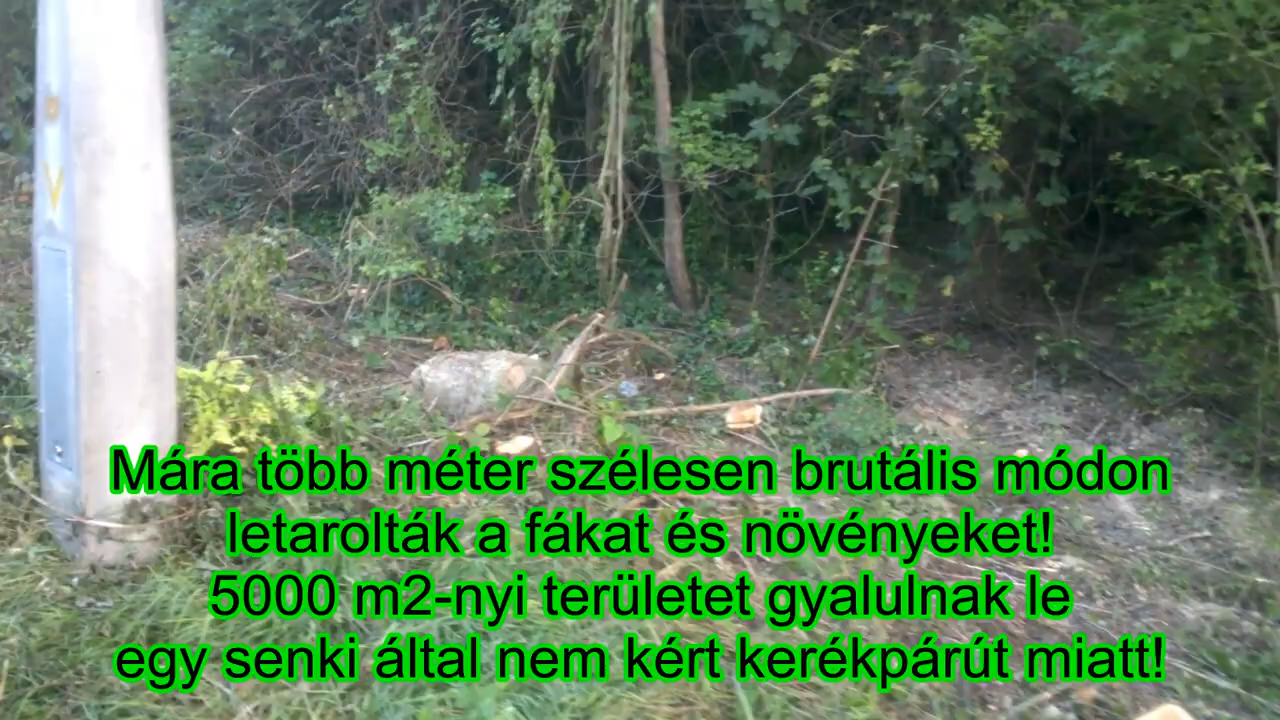 Mára több méter szélesen brutális módon
letarolták a fákat és növényeket!
5000 m2-nyi területet gyalulnak le
egy senki által nem kért kerékpárút miatt!